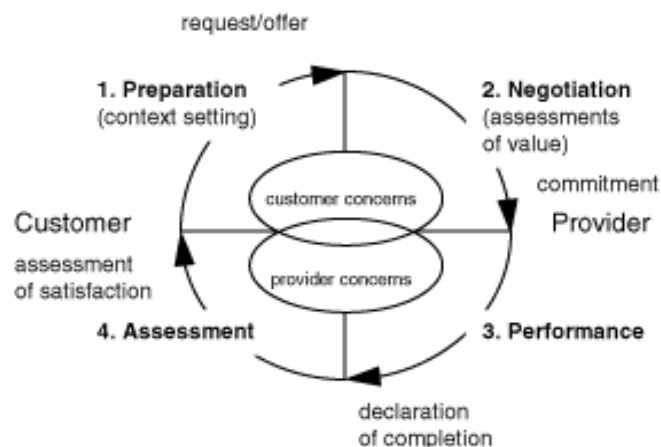 request/offer
1. Preparation
(context setting)
2. Negotiation
(assessments
of value)
customer concerns
commitment
Customer
Provider
assessment
of satisfaction
provider concerns
4. Assessment
3. Performance
declaration
of completion